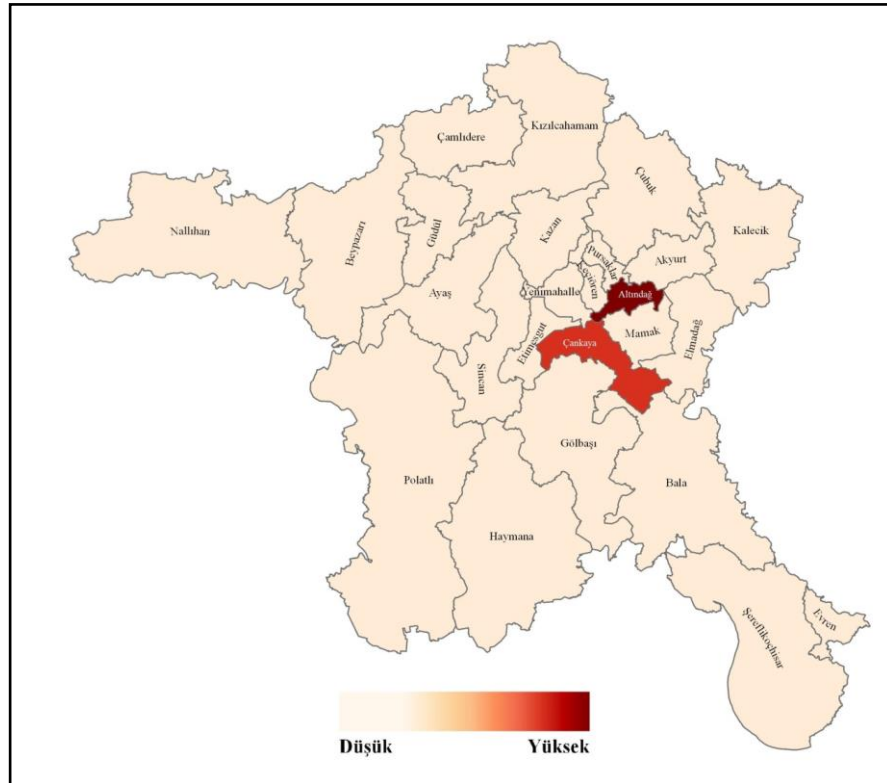 Kızılcahamam
Çamlıdere
Çubuk
Nallıhan
Beypazarı
Güdül
Kazan
Kalecik
Pursaklar
Akyurt
Keçiören
Ayaş
Yenimahalle
Altındağ
Mamak
Elmadağ
Etimesgut
Çankaya
Sincan
Gölbaşı
Polatlı
Bala
Haymana
Evren
Şereflikoçhisar
Düşük Yüksek